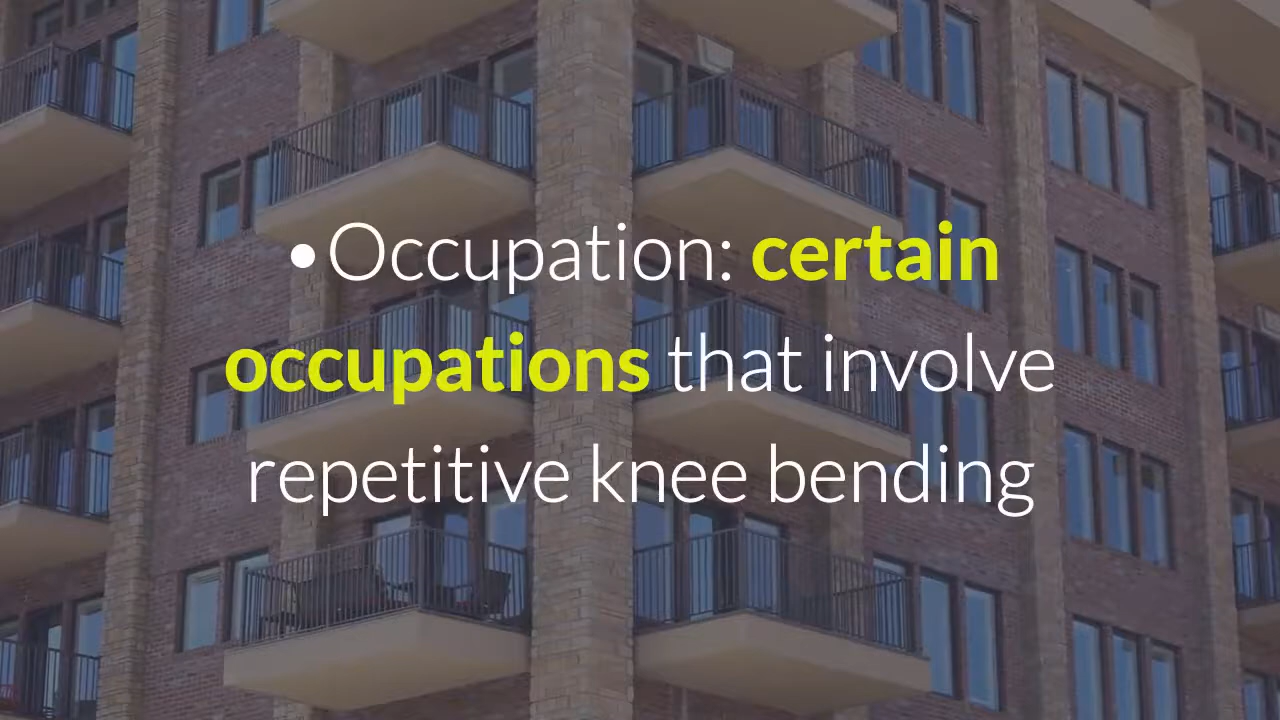 •Occupation: certain
occupations that involve
repetitive knee bending